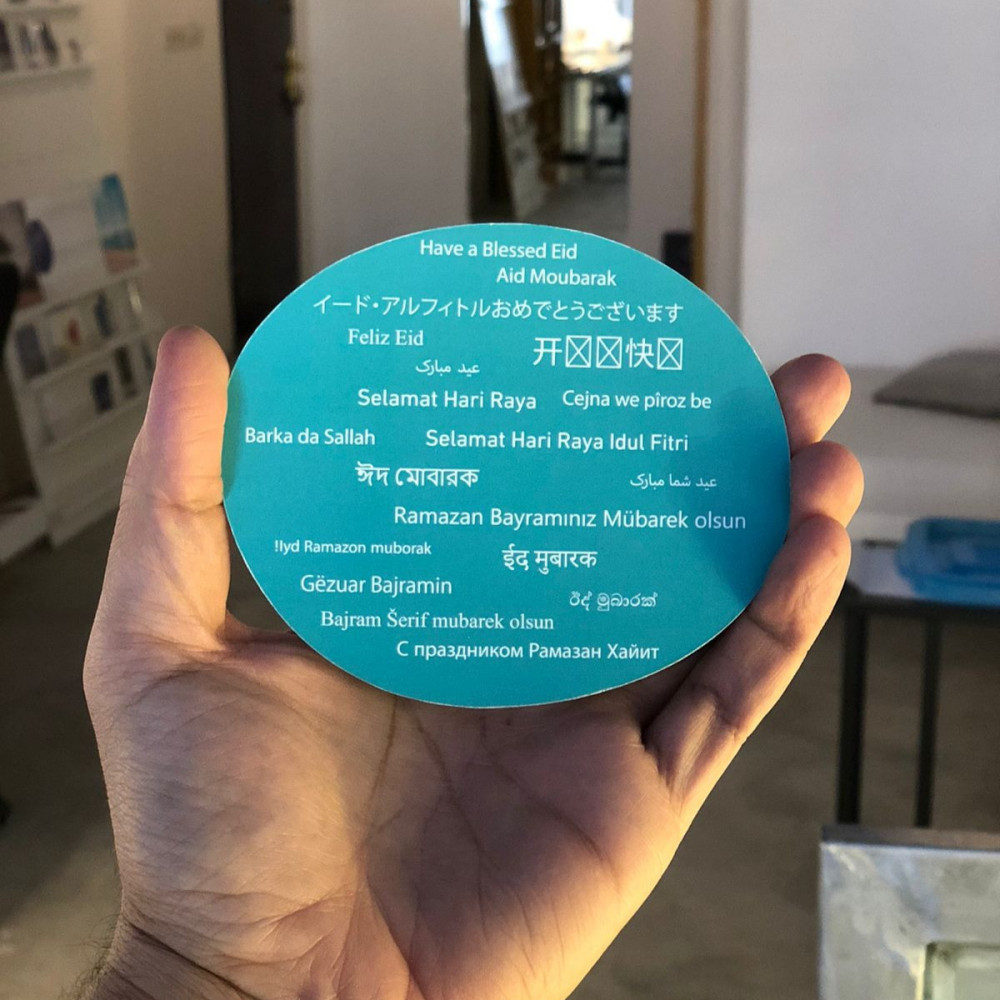 Have a Blessed Eid
Aid Moubarak
イード・アルフィトルおめでとうございます
Feliz Eid
开☒☒快☒
عید مبارک
Selamat Hari Raya
Cejna we pîroz be
Barka da Sallah
Selamat Hari Raya Idul Fitri
ঈদ মোবারক
عید شما مبارک
Ramazan Bayramınız Mübarek olsun
!Iyd Ramazon muborak
ईद मुबारक
Gëzuar Bajramin
ඊද් මුබාරක්
Bajram Šerif mubarek olsun
С праздником Рамазан Хайит